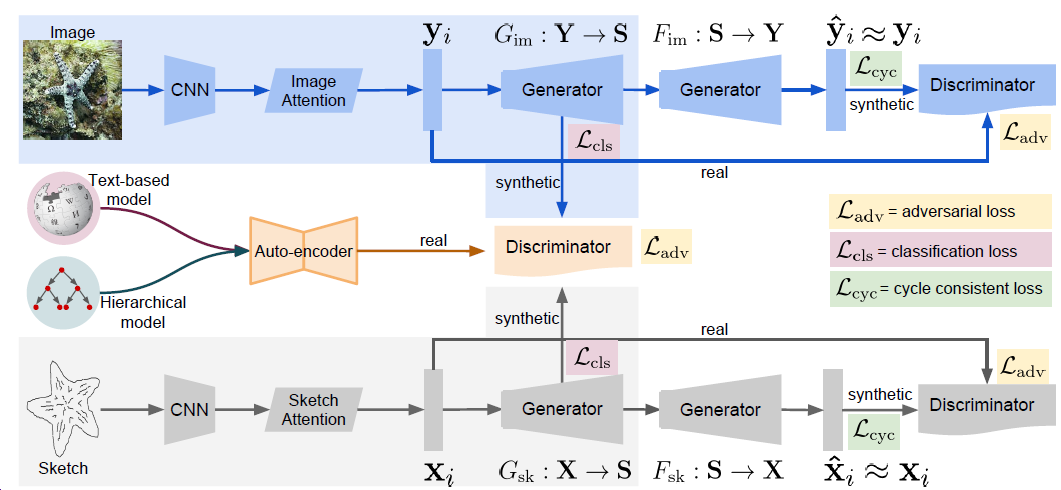 Image
CNN
Image
Attention
y_i
G_im : Y → S
Generator
F_im : S → Y
Generator
ŷ_i ≈ y_i
L_cyc
synthetic
Discriminator
L_adv
L_cls
real
synthetic
Text-based
model
Hierarchical
model
Auto-encoder
real
Discriminator
L_adv
L_adv = adversarial loss
L_cls = classification loss
L_cyc = cycle consistent loss
synthetic
real
L_cls
L_adv
Sketch
CNN
Sketch
Attention
x_i
Generator
G_sk : X → S
Generator
F_sk : S → X
synthetic
L_cyc
x̂_i ≈ x_i
Discriminator